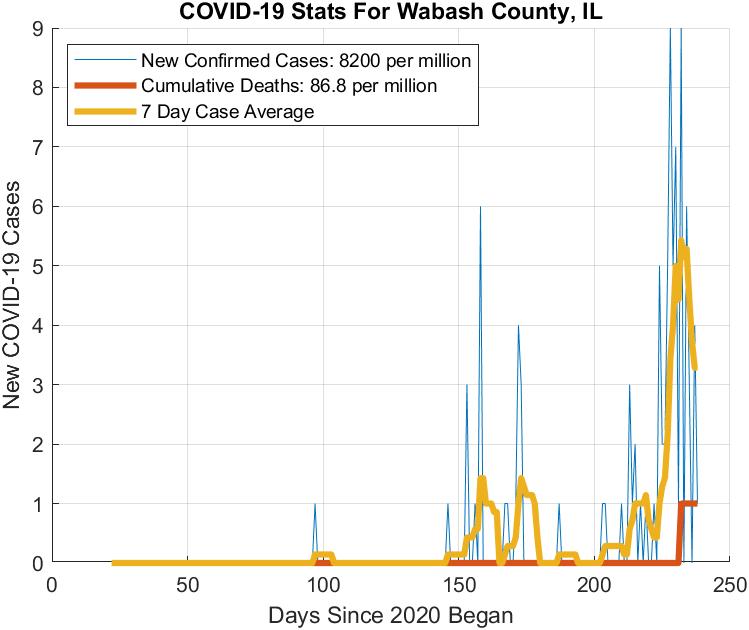 COVID-19 Stats For Wabash County, IL
New Confirmed Cases: 8200 per million
Cumulative Deaths: 86.8 per million
7 Day Case Average
New COVID-19 Cases
9
8
7
6
5
4
3
2
1
0
0 50 100 150 200 250
Days Since 2020 Began